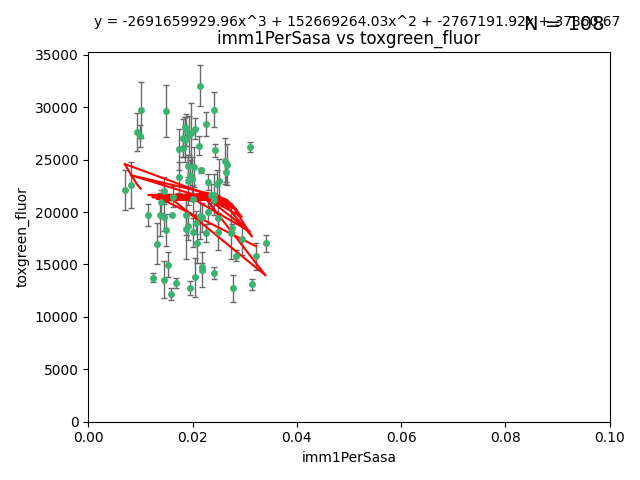 y = -2691659929.96x^3 + 152669264.03x^2 + -2767191.92x + 37360.67
N = 108
imm1PerSasa vs toxgreen_fluor
35000
30000
25000
20000
15000
10000
5000
0
toxgreen_fluor
0.00 0.02 0.04 0.06 0.08 0.10
imm1PerSasa